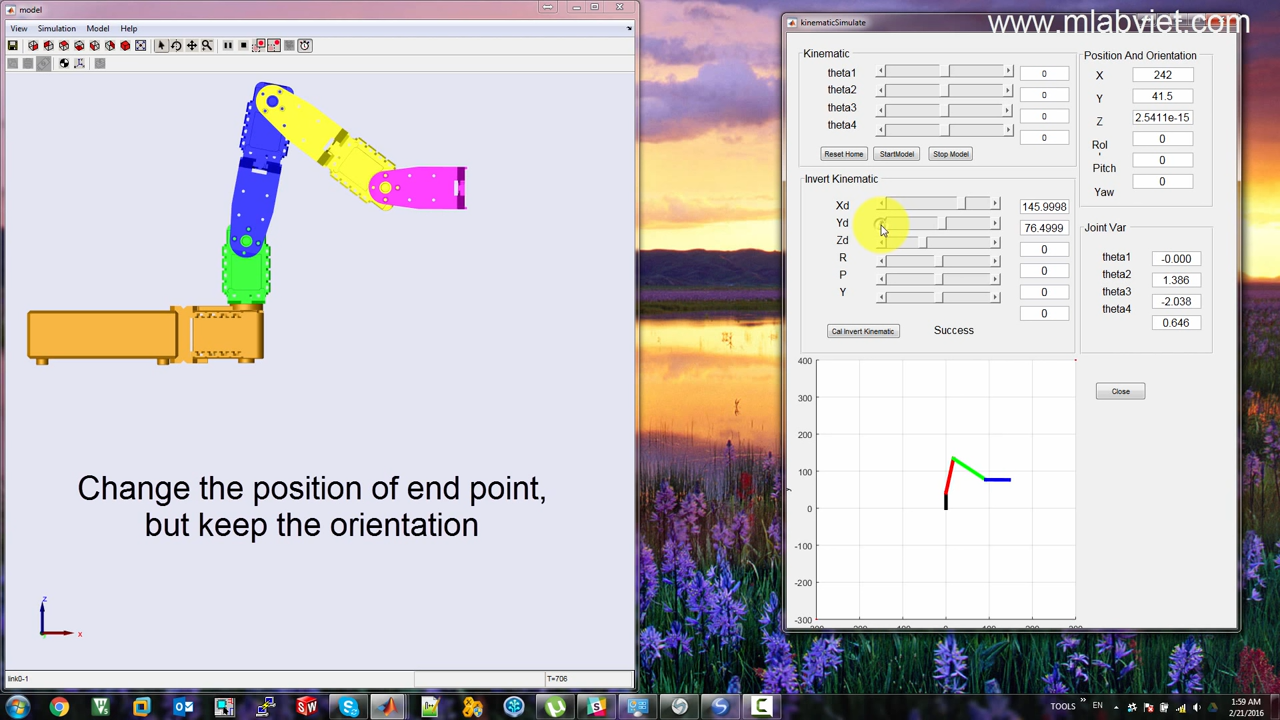 model
View Simulation Model Help
Change the position of end point,
but keep the orientation
z
x
link0-1
T=706
www.mlabviet.com
kinematicSimulate
Kinematic
theta1 0
theta2 0
theta3 0
theta4 0
Reset Home StartModel Stop Model
Invert Kinematic
Xd 145.9998
Yd 76.4999
Zd 0
R 0
P 0
Y 0
Cal Invert Kinematic Success
Position And Orientation
X 242
Y 41.5
Z 2.5411e-15
Rol 0
'
Pitch 0
Yaw 0
Joint Var
theta1 -0.000
theta2 1.386
theta3 -2.038
theta4 0.646
Close
400
300
200
100
0
-100
-200
-300
y
TOOLS EN 1:59 AM
2/21/2016